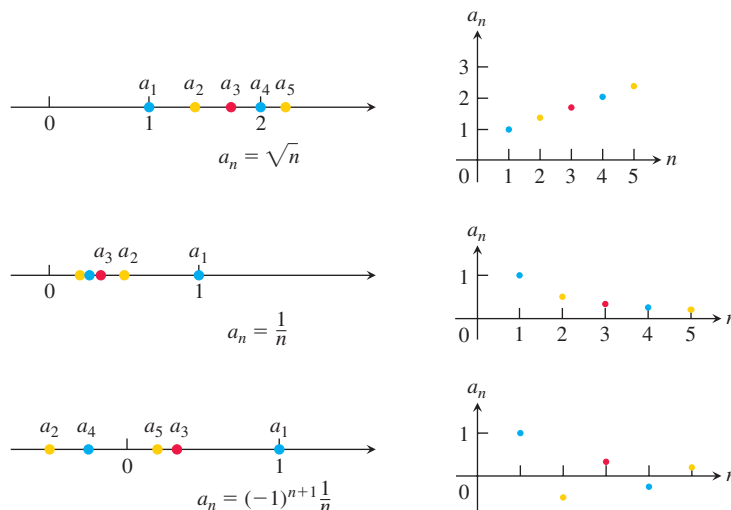 a₁ a₂ a₃ a₄ a₅
0 1 2
aₙ = √n
aₙ
3
2
1
0
1 2 3 4 5
n
a₃ a₂ a₁
0 1
aₙ = 1/n
aₙ
1
0
1 2 3 4 5
n
a₂ a₄ a₅ a₃ a₁
0 1
aₙ = (−1)ⁿ⁺¹ 1/n
aₙ
1
0
n